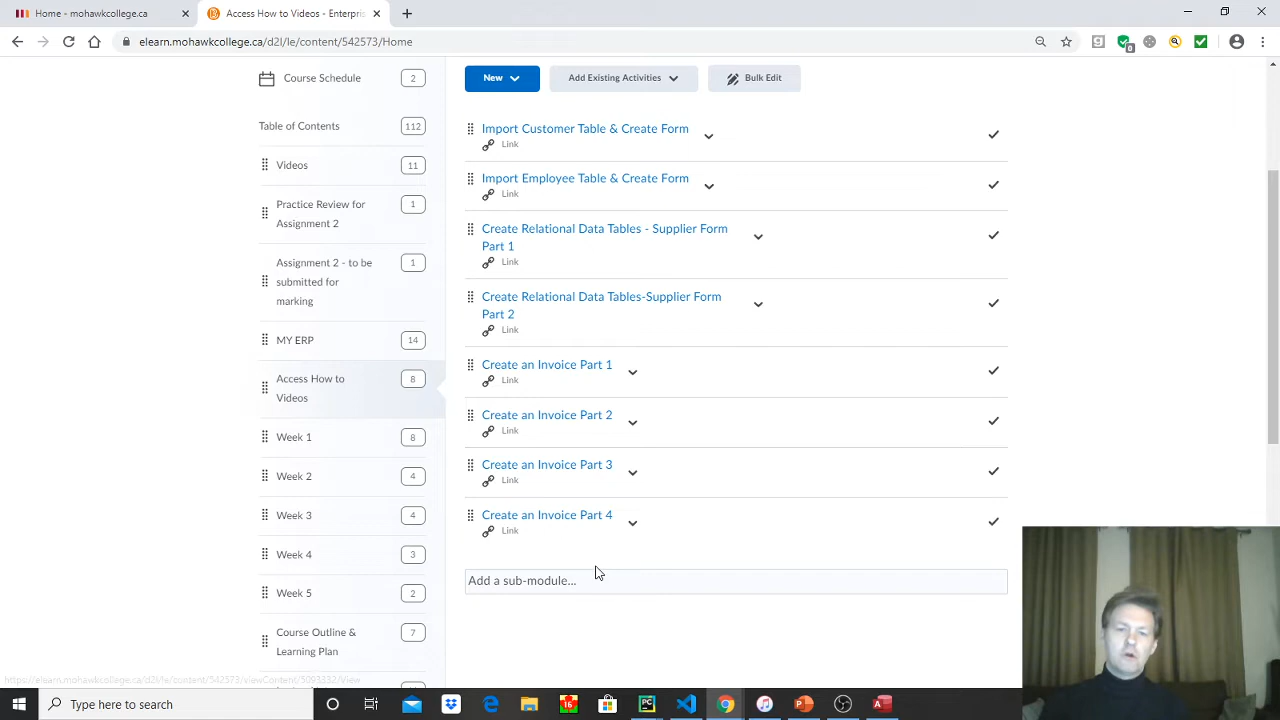 Home - mohawkcollege.ca
Access How to Videos - Enterpris
elearn.mohawkcollege.ca/d2l/le/content/542573/Home
0
Course Schedule
2
New
Add Existing Activities
Bulk Edit
Table of Contents
112
Videos
11
Practice Review for
Assignment 2
1
Assignment 2 - to be
submitted for
marking
1
MY ERP
14
Access How to
Videos
8
Week 1
8
Week 2
4
Week 3
4
Week 4
3
Week 5
2
Course Outline &
Learning Plan
7
Import Customer Table & Create Form
Link
Import Employee Table & Create Form
Link
Create Relational Data Tables - Supplier Form
Part 1
Link
Create Relational Data Tables-Supplier Form
Part 2
Link
Create an Invoice Part 1
Link
Create an Invoice Part 2
Link
Create an Invoice Part 3
Link
Create an Invoice Part 4
Link
Add a sub-module...
https://elearn.mohawkcollege.ca/d2l/le/content/542573/viewContent/5093332/View
Type here to search
16
PC